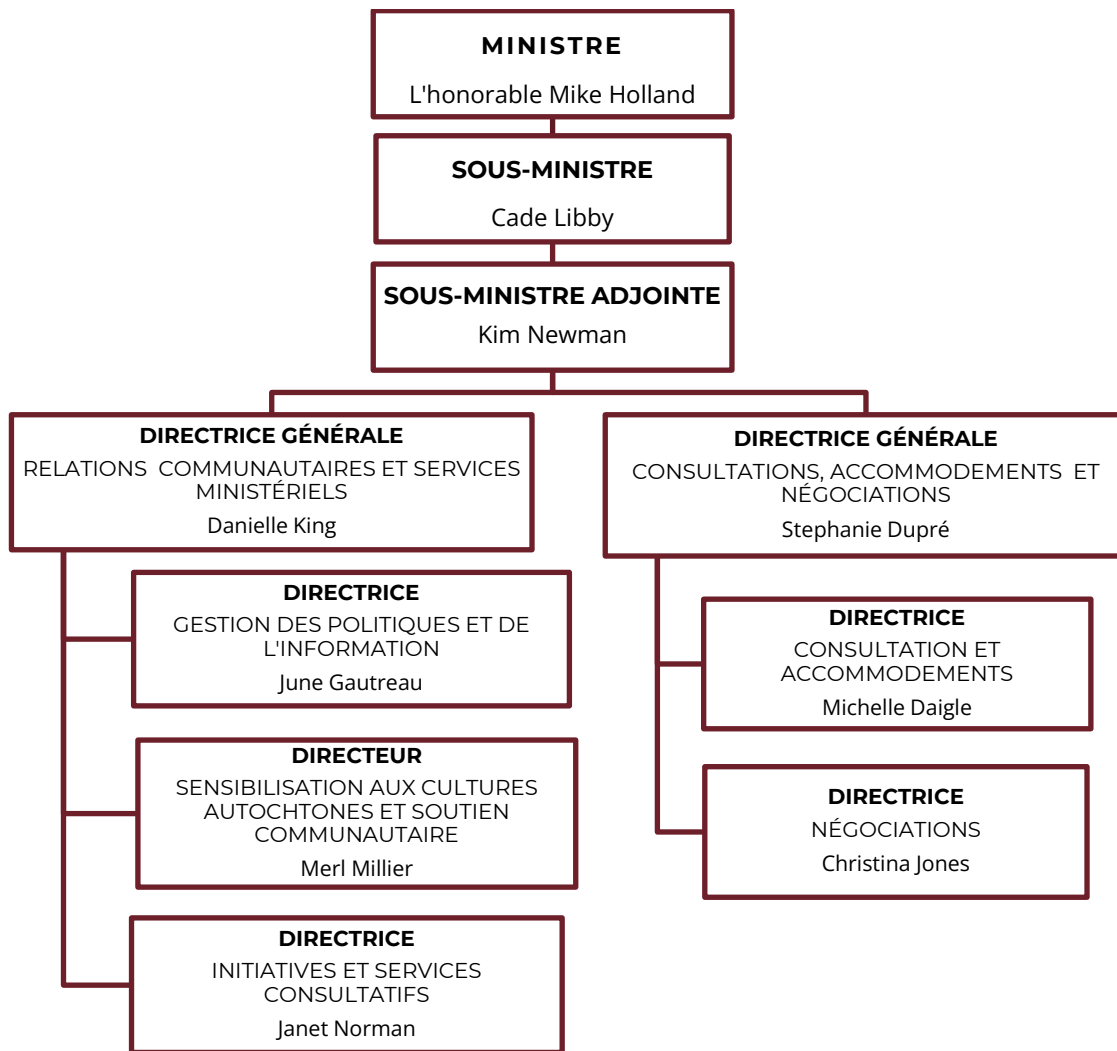 MINISTRE
L'honorable Mike Holland
SOUS-MINISTRE
Cade Libby
SOUS-MINISTRE ADJOINTE
Kim Newman
DIRECTRICE GÉNÉRALE
RELATIONS COMMUNAUTAIRES ET SERVICES
MINISTÉRIELS
Danielle King
DIRECTRICE
GESTION DES POLITIQUES ET DE
L'INFORMATION
June Gautreau
DIRECTEUR
SENSIBILISATION AUX CULTURES
AUTOCHTONES ET SOUTIEN
COMMUNAUTAIRE
Merl Millier
DIRECTRICE
INITIATIVES ET SERVICES
CONSULTATIFS
Janet Norman
DIRECTRICE GÉNÉRALE
CONSULTATIONS, ACCOMMODEMENTS ET
NÉGOCIATIONS
Stephanie Dupré
DIRECTRICE
CONSULTATION ET
ACCOMMODEMENTS
Michelle Daigle
DIRECTRICE
NÉGOCIATIONS
Christina Jones